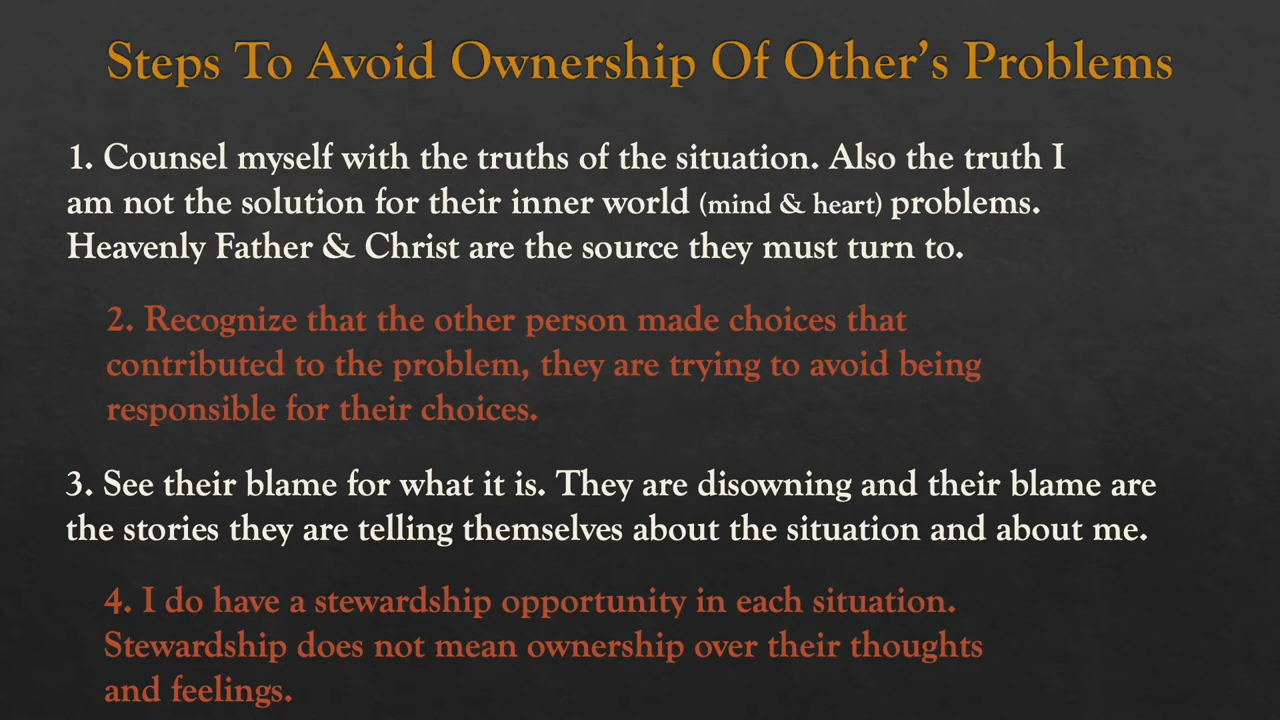 Steps To Avoid Ownership Of Other’s Problems
1. Counsel myself with the truths of the situation. Also the truth I
am not the solution for their inner world (mind & heart) problems.
Heavenly Father & Christ are the source they must turn to.
2. Recognize that the other person made choices that
contributed to the problem, they are trying to avoid being
responsible for their choices.
3. See their blame for what it is. They are disowning and their blame are
the stories they are telling themselves about the situation and about me.
4. I do have a stewardship opportunity in each situation.
Stewardship does not mean ownership over their thoughts
and feelings.